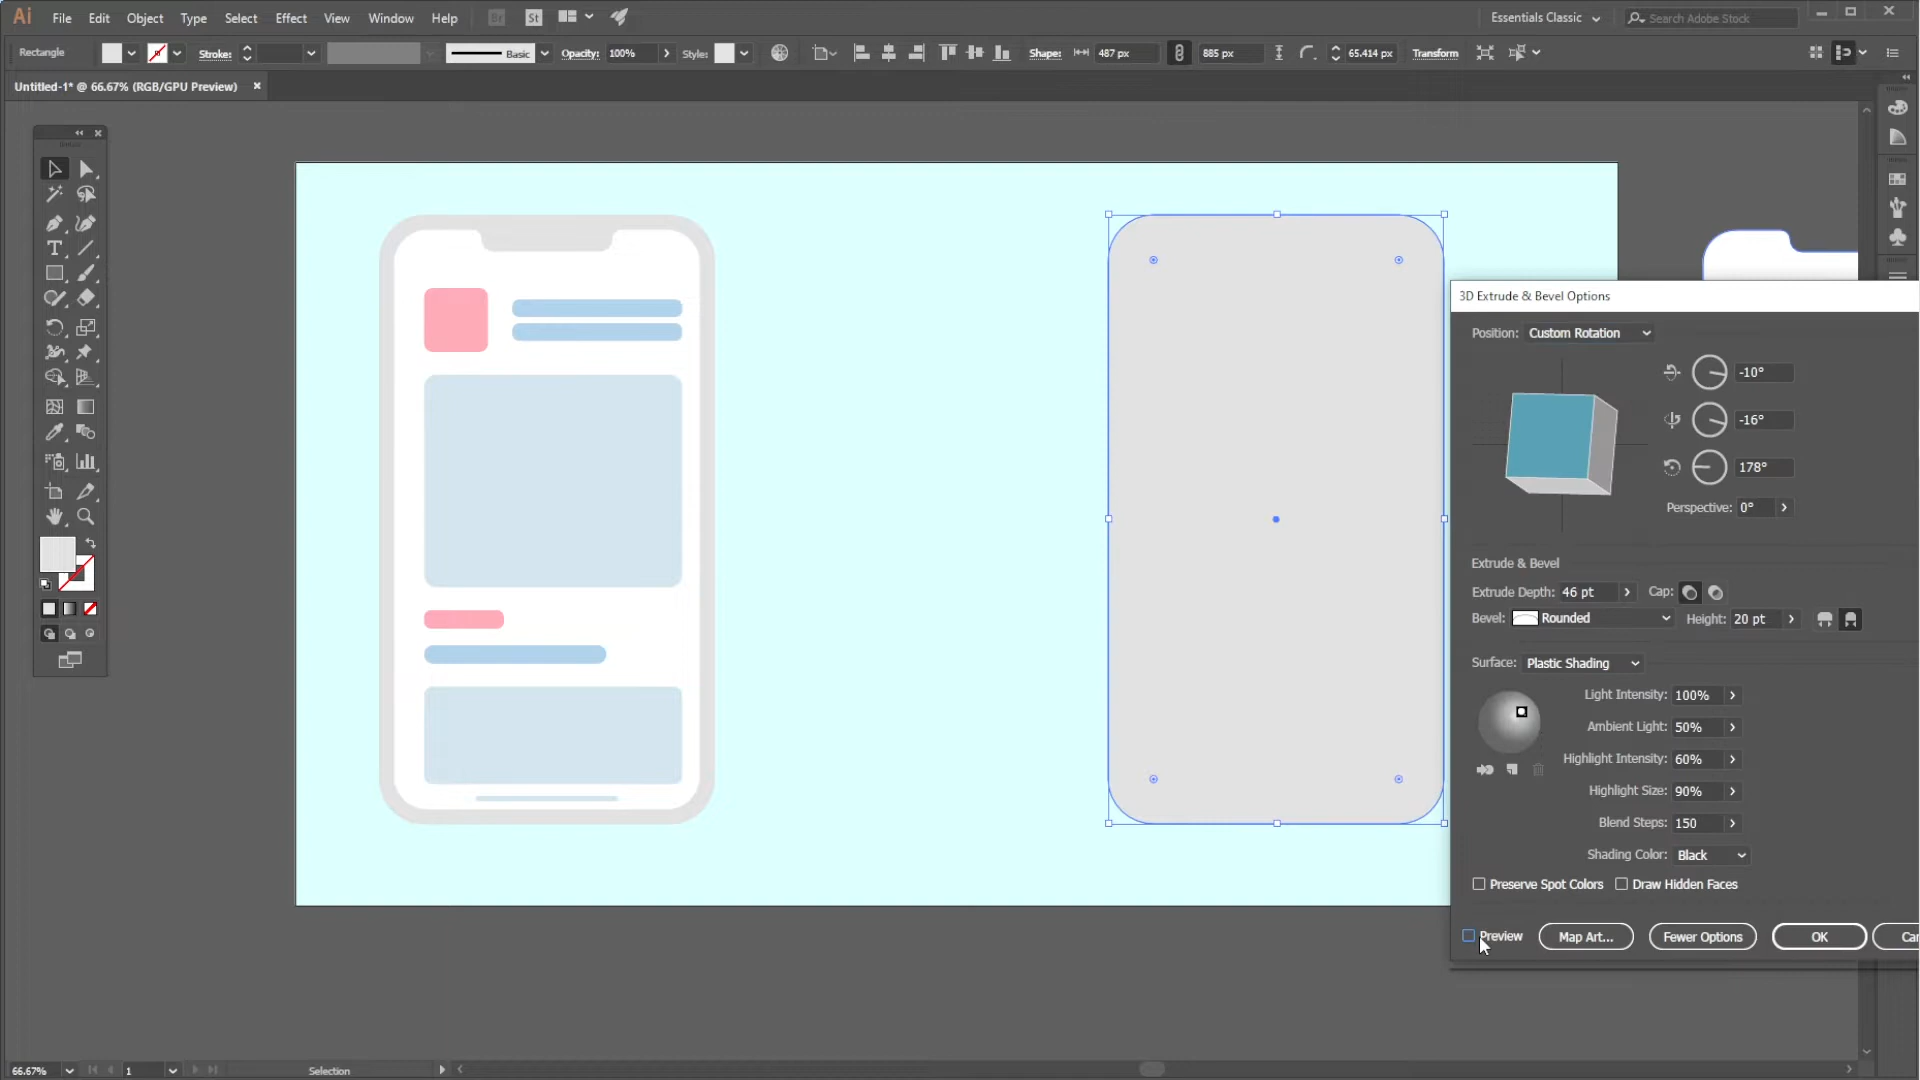 Ai File Edit Object Type Select Effect View Window Help Br St Essentials Classic Search Adobe Stock
Rectangle Stroke: Basic Opacity: 100% Style: Shape: 487 px 885 px 65.414 px Transform
Untitled-1* @ 66.67% (RGB/GPU Preview)
3D Extrude & Bevel Options
Position: Custom Rotation
-10°
-16°
178°
Perspective: 0°
Extrude & Bevel
Extrude Depth: 46 pt Cap:
Bevel: Rounded Height: 20 pt
Surface: Plastic Shading
Light Intensity: 100%
Ambient Light: 50%
Highlight Intensity: 60%
Highlight Size: 90%
Blend Steps: 150
Shading Color: Black
Preserve Spot Colors Draw Hidden Faces
Preview Map Art... Fewer Options OK Can
66.67% 1 Selection